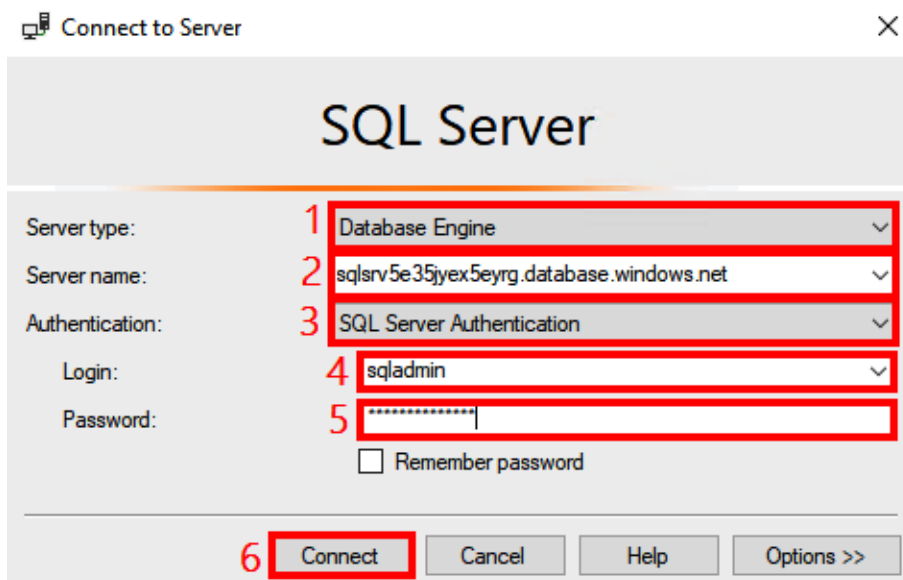 Connect to Server
SQL Server
Server type: 1 Database Engine
Server name: 2 sqlsrv5e35jyex5eyrg.database.windows.net
Authentication: 3 SQL Server Authentication
Login: 4 sqladmin
Password: 5 **************
Remember password
6 Connect Cancel Help Options >>